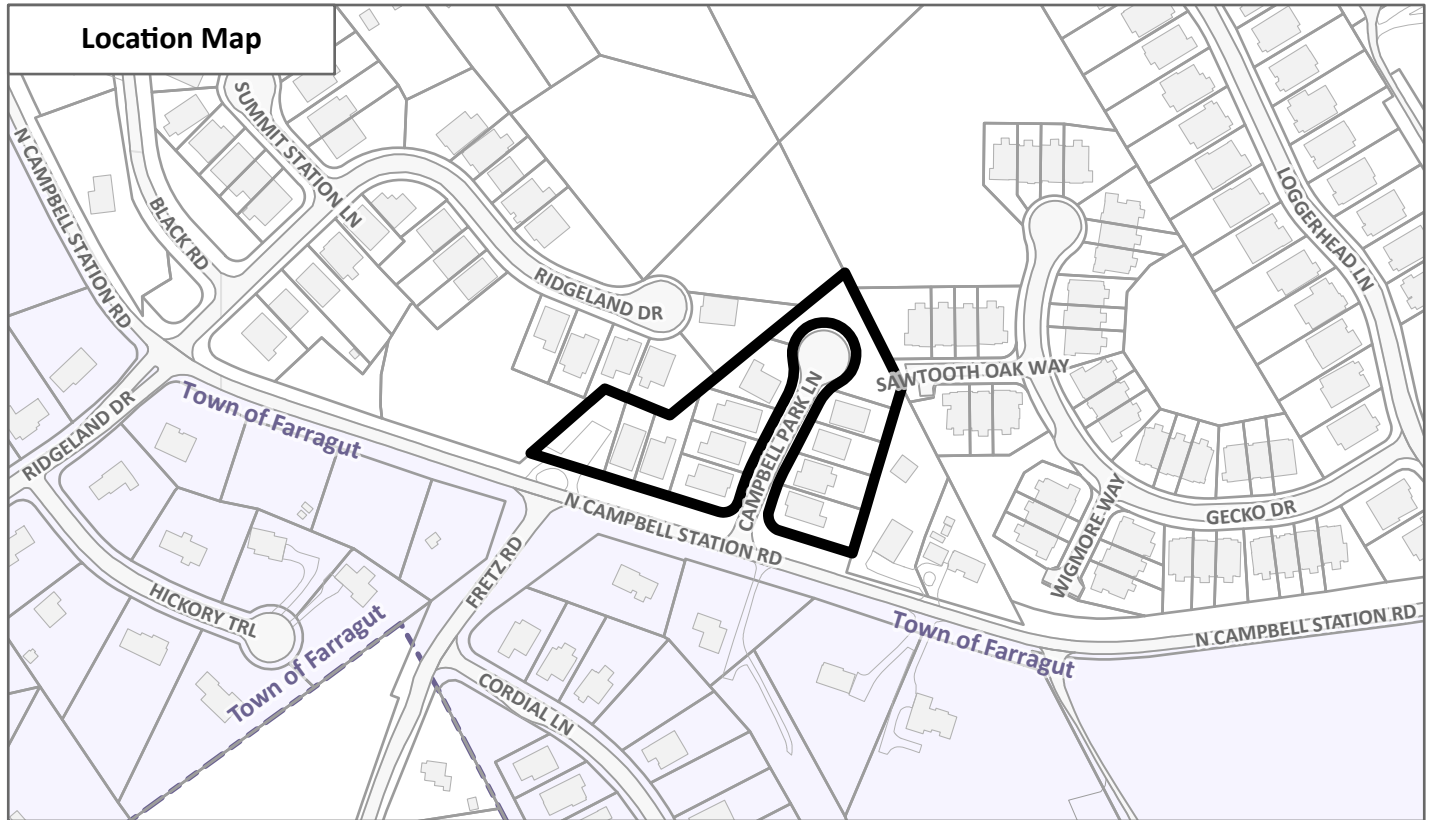 Location Map
SUMMIT STATION LN
N CAMPBELL STATION RD
BLACK RD
LOGGERHEAD LN
RIDGELAND DR
SAWTOOTH OAK WAY
CAMPBELL PARK LN
Town of Farragut
RIDGELAND DR
N CAMPBELL STATION RD
GECKO DR
WIGMORE WAY
FRETZ RD
HICKORY TRL
Town of Farragut
Town of Farragut
N CAMPBELL STATION RD
CORDIAL LN